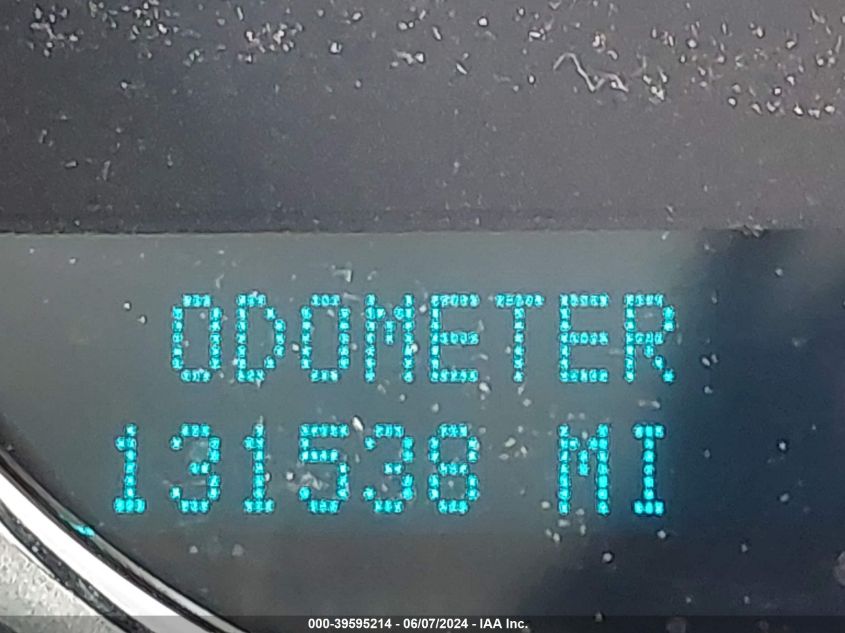 ODOMETER
131538 MI
000-39595214 - 06/07/2024 - IAA Inc.